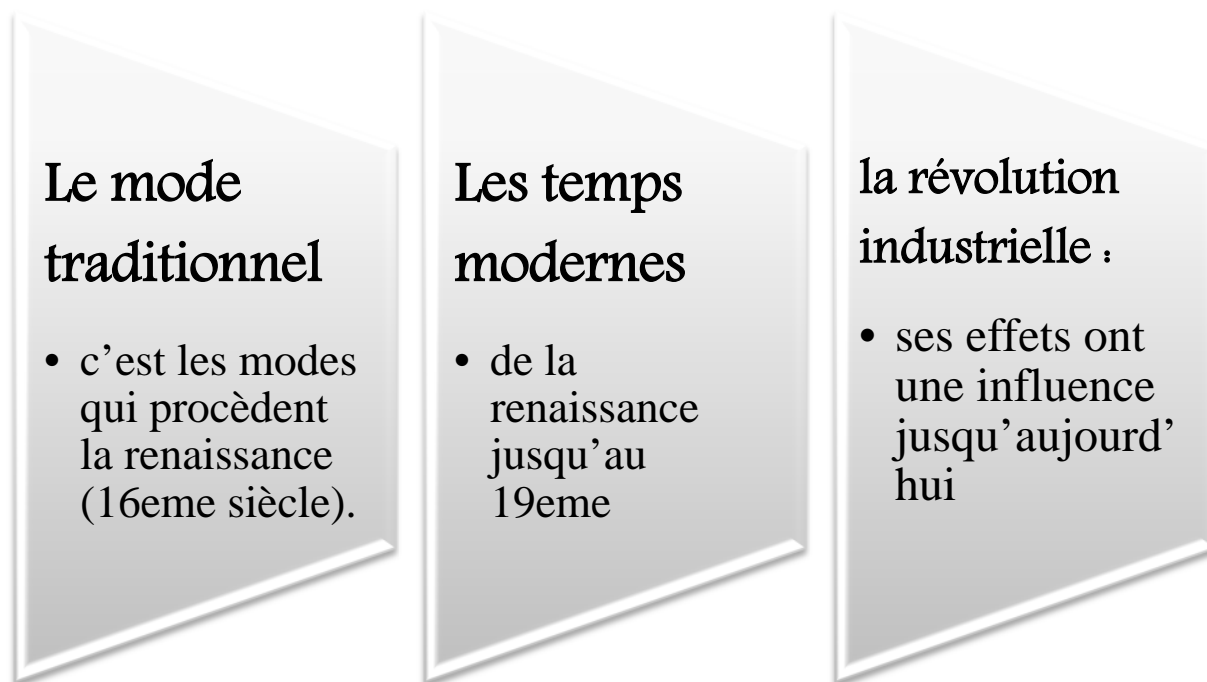 Le mode
traditionnel
• c’est les modes
qui procèdent
la renaissance
(16eme siècle).
Les temps
modernes
• de la
renaissance
jusqu’au
19eme
la révolution
industrielle :
• ses effets ont
une influence
jusqu’aujourd’
hui